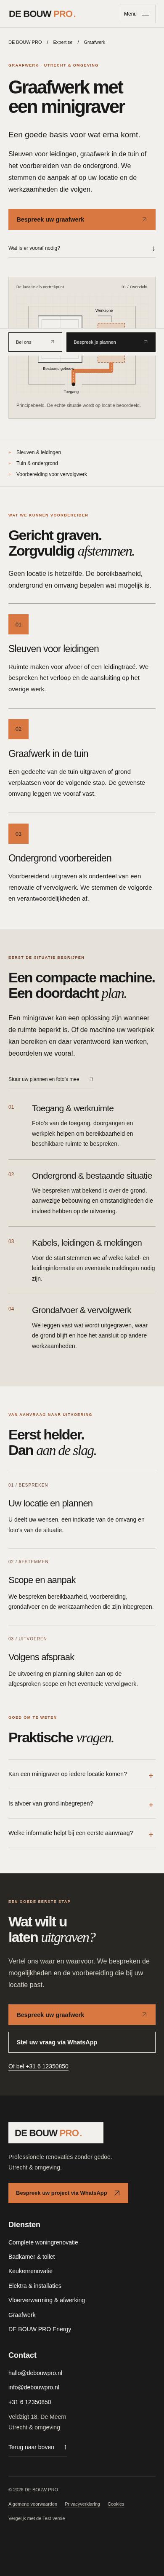 DE BOUW PRO.
Menu
DE BOUW PRO / Expertise / Graafwerk
GRAAFWERK · UTRECHT & OMGEVING
Graafwerk met
een minigraver
Een goede basis voor wat erna komt.
Sleuven voor leidingen, graafwerk in de tuin of
het voorbereiden van de ondergrond. We
stemmen de aanpak af op uw locatie en de
werkzaamheden die volgen.
Bespreek uw graafwerk
Wat is er vooraf nodig?
De locatie als vertrekpunt
01 / Overzicht
Werkzone
Bel ons
Bespreek je plannen
Bestaand gebouw
Toegang
Principebeeld. De echte situatie wordt op locatie beoordeeld.
Sleuven & leidingen
Tuin & ondergrond
Voorbereiding voor vervolgwerk
WAT WE KUNNEN VOORBEREIDEN
Gericht graven.
Zorgvuldig afstemmen.
Geen locatie is hetzelfde. De bereikbaarheid,
ondergrond en omvang bepalen wat mogelijk is.
01
Sleuven voor leidingen
Ruimte maken voor afvoer of een leidingtracé. We
bespreken het verloop en de aansluiting op het
overige werk.
02
Graafwerk in de tuin
Een gedeelte van de tuin uitgraven of grond
verplaatsen voor de volgende stap. De gewenste
omvang leggen we vooraf vast.
03
Ondergrond voorbereiden
Voorbereidend uitgraven als onderdeel van een
renovatie of vervolgwerk. We stemmen de volgorde
en verantwoordelijkheden af.
EERST DE SITUATIE BEGRIJPEN
Een compacte machine.
Een doordacht plan.
Een minigraver kan een oplossing zijn wanneer
de ruimte beperkt is. Of de machine uw werkplek
kan bereiken en daar verantwoord kan werken,
beoordelen we vooraf.
Stuur uw plannen en foto's mee
01
Toegang & werkruimte
Foto's van de toegang, doorgangen en
werkplek helpen om bereikbaarheid en
beschikbare ruimte te bespreken.
02
Ondergrond & bestaande situatie
We bespreken wat bekend is over de grond,
aanwezige bebouwing en omstandigheden die
invloed hebben op de uitvoering.
03
Kabels, leidingen & meldingen
Voor de start stemmen we af welke kabel- en
leidinginformatie en eventuele meldingen nodig
zijn.
04
Grondafvoer & vervolgwerk
We leggen vast wat wordt uitgegraven, waar
de grond blijft en hoe het aansluit op andere
werkzaamheden.
VAN AANVRAAG NAAR UITVOERING
Eerst helder.
Dan aan de slag.
01 / BESPREKEN
Uw locatie en plannen
U deelt uw wensen, een indicatie van de omvang en
foto's van de situatie.
02 / AFSTEMMEN
Scope en aanpak
We bespreken bereikbaarheid, voorbereiding,
grondafvoer en de werkzaamheden die zijn inbegrepen.
03 / UITVOEREN
Volgens afspraak
De uitvoering en planning sluiten aan op de
afgesproken scope en het eventuele vervolgwerk.
GOED OM TE WETEN
Praktische vragen.
Kan een minigraver op iedere locatie komen?
Is afvoer van grond inbegrepen?
Welke informatie helpt bij een eerste aanvraag?
EEN GOEDE EERSTE STAP
Wat wilt u
laten uitgraven?
Vertel ons waar en waarvoor. We bespreken de
mogelijkheden en de voorbereiding die bij uw
locatie past.
Bespreek uw graafwerk
Stel uw vraag via WhatsApp
Of bel +31 6 12350850
DE BOUW PRO.
Professionele renovaties zonder gedoe.
Utrecht & omgeving.
Bespreek uw project via WhatsApp
Diensten
Complete woningrenovatie
Badkamer & toilet
Keukenrenovatie
Elektra & installaties
Vloerverwarming & afwerking
Graafwerk
DE BOUW PRO Energy
Contact
hallo@debouwpro.nl
info@debouwpro.nl
+31 6 12350850
Veldzigt 18, De Meern
Utrecht & omgeving
Terug naar boven
© 2026 DE BOUW PRO
Algemene voorwaarden Privacyverklaring Cookies
Vergelijk met de Test-versie